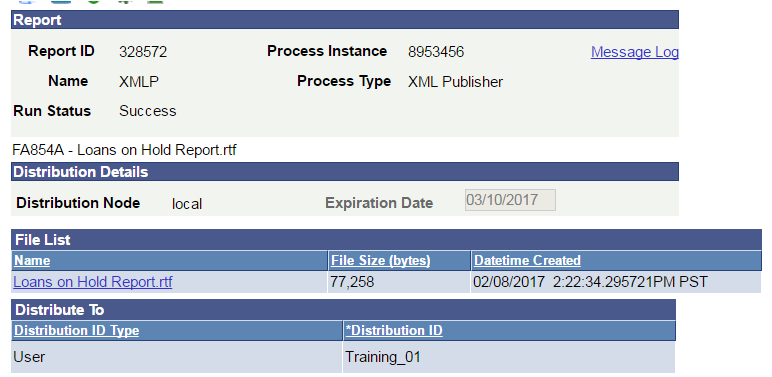 Report
Report ID 328572 Process Instance 8953456 Message Log
Name XMLP Process Type XML Publisher
Run Status Success
FA854A - Loans on Hold Report.rtf
Distribution Details
Distribution Node local Expiration Date 03/10/2017
File List
Name File Size (bytes) Datetime Created
Loans on Hold Report.rtf 77,258 02/08/2017 2:22:34.295721PM PST
Distribute To
Distribution ID Type *Distribution ID
User Training_01